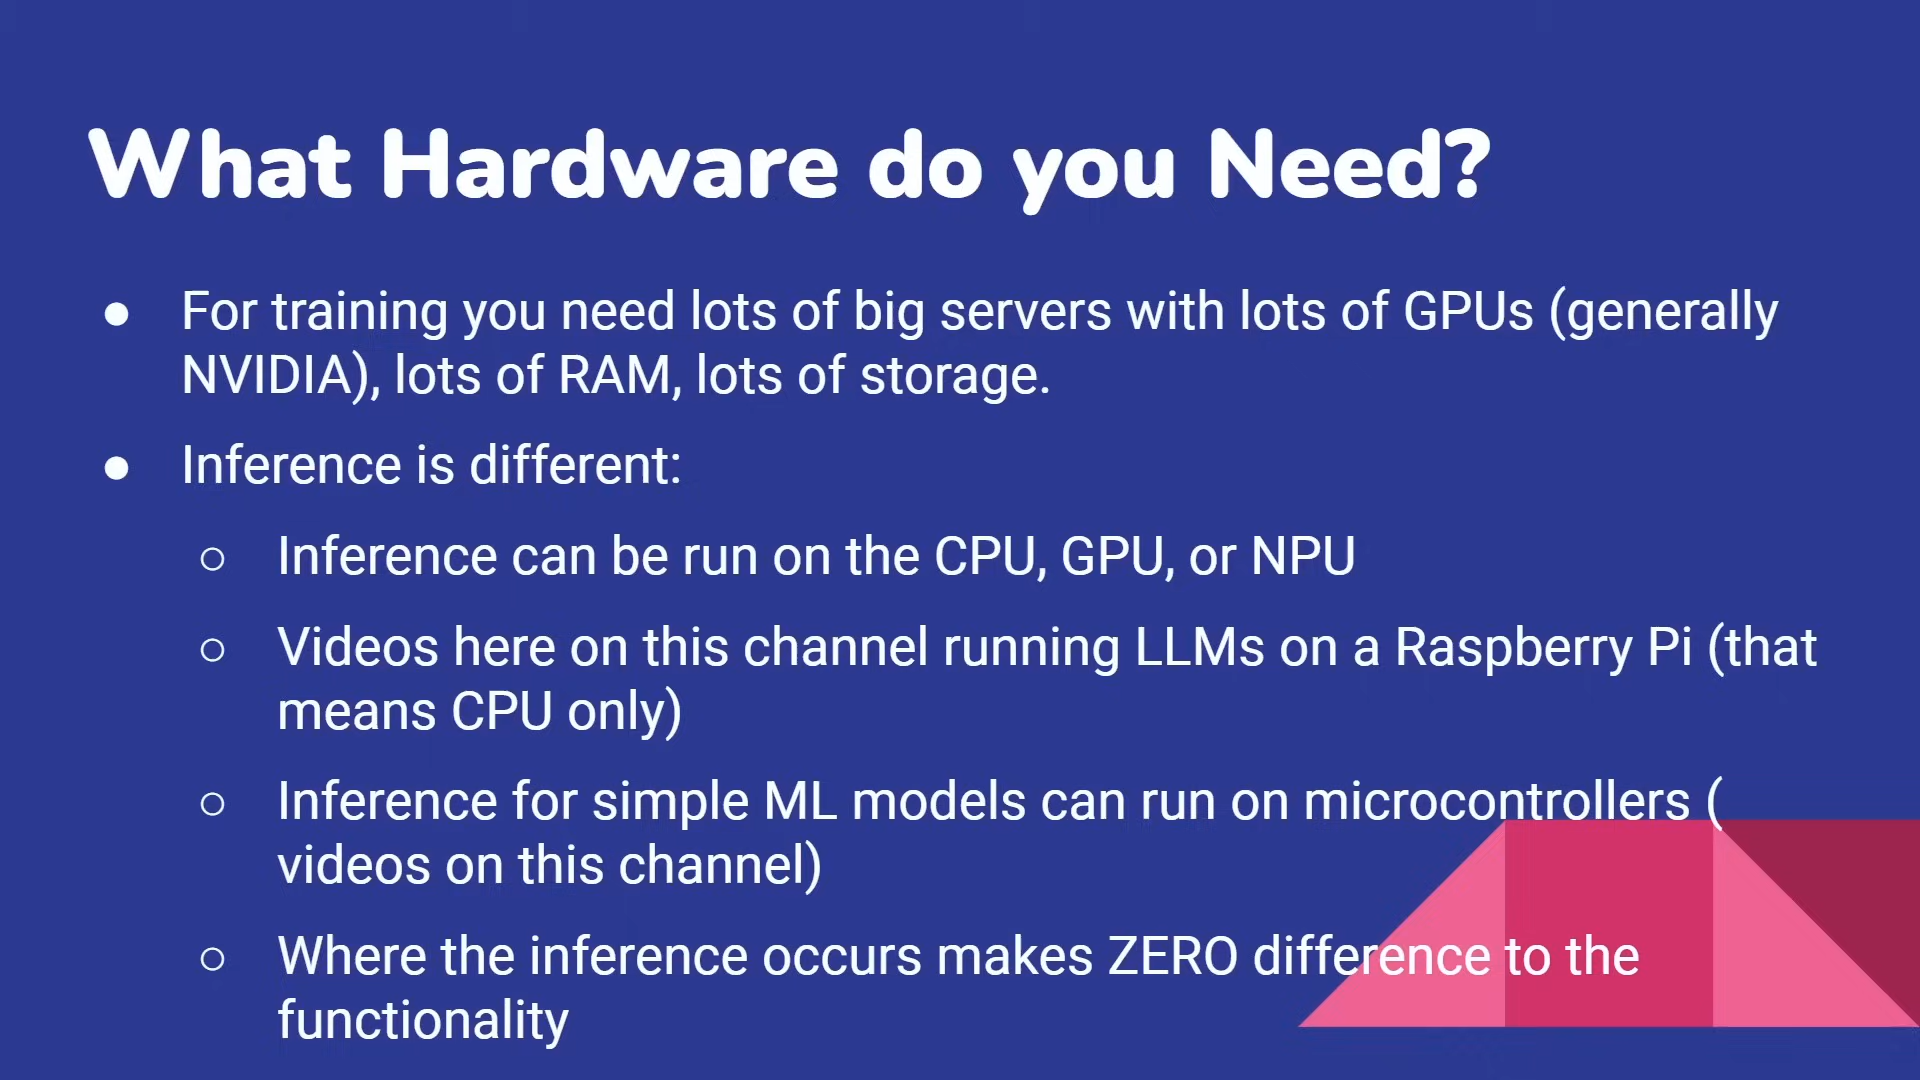 What Hardware do you Need?
● For training you need lots of big servers with lots of GPUs (generally
NVIDIA), lots of RAM, lots of storage.
● Inference is different:
○ Inference can be run on the CPU, GPU, or NPU
○ Videos here on this channel running LLMs on a Raspberry Pi (that
means CPU only)
○ Inference for simple ML models can run on microcontrollers (
videos on this channel)
○ Where the inference occurs makes ZERO difference to the
functionality